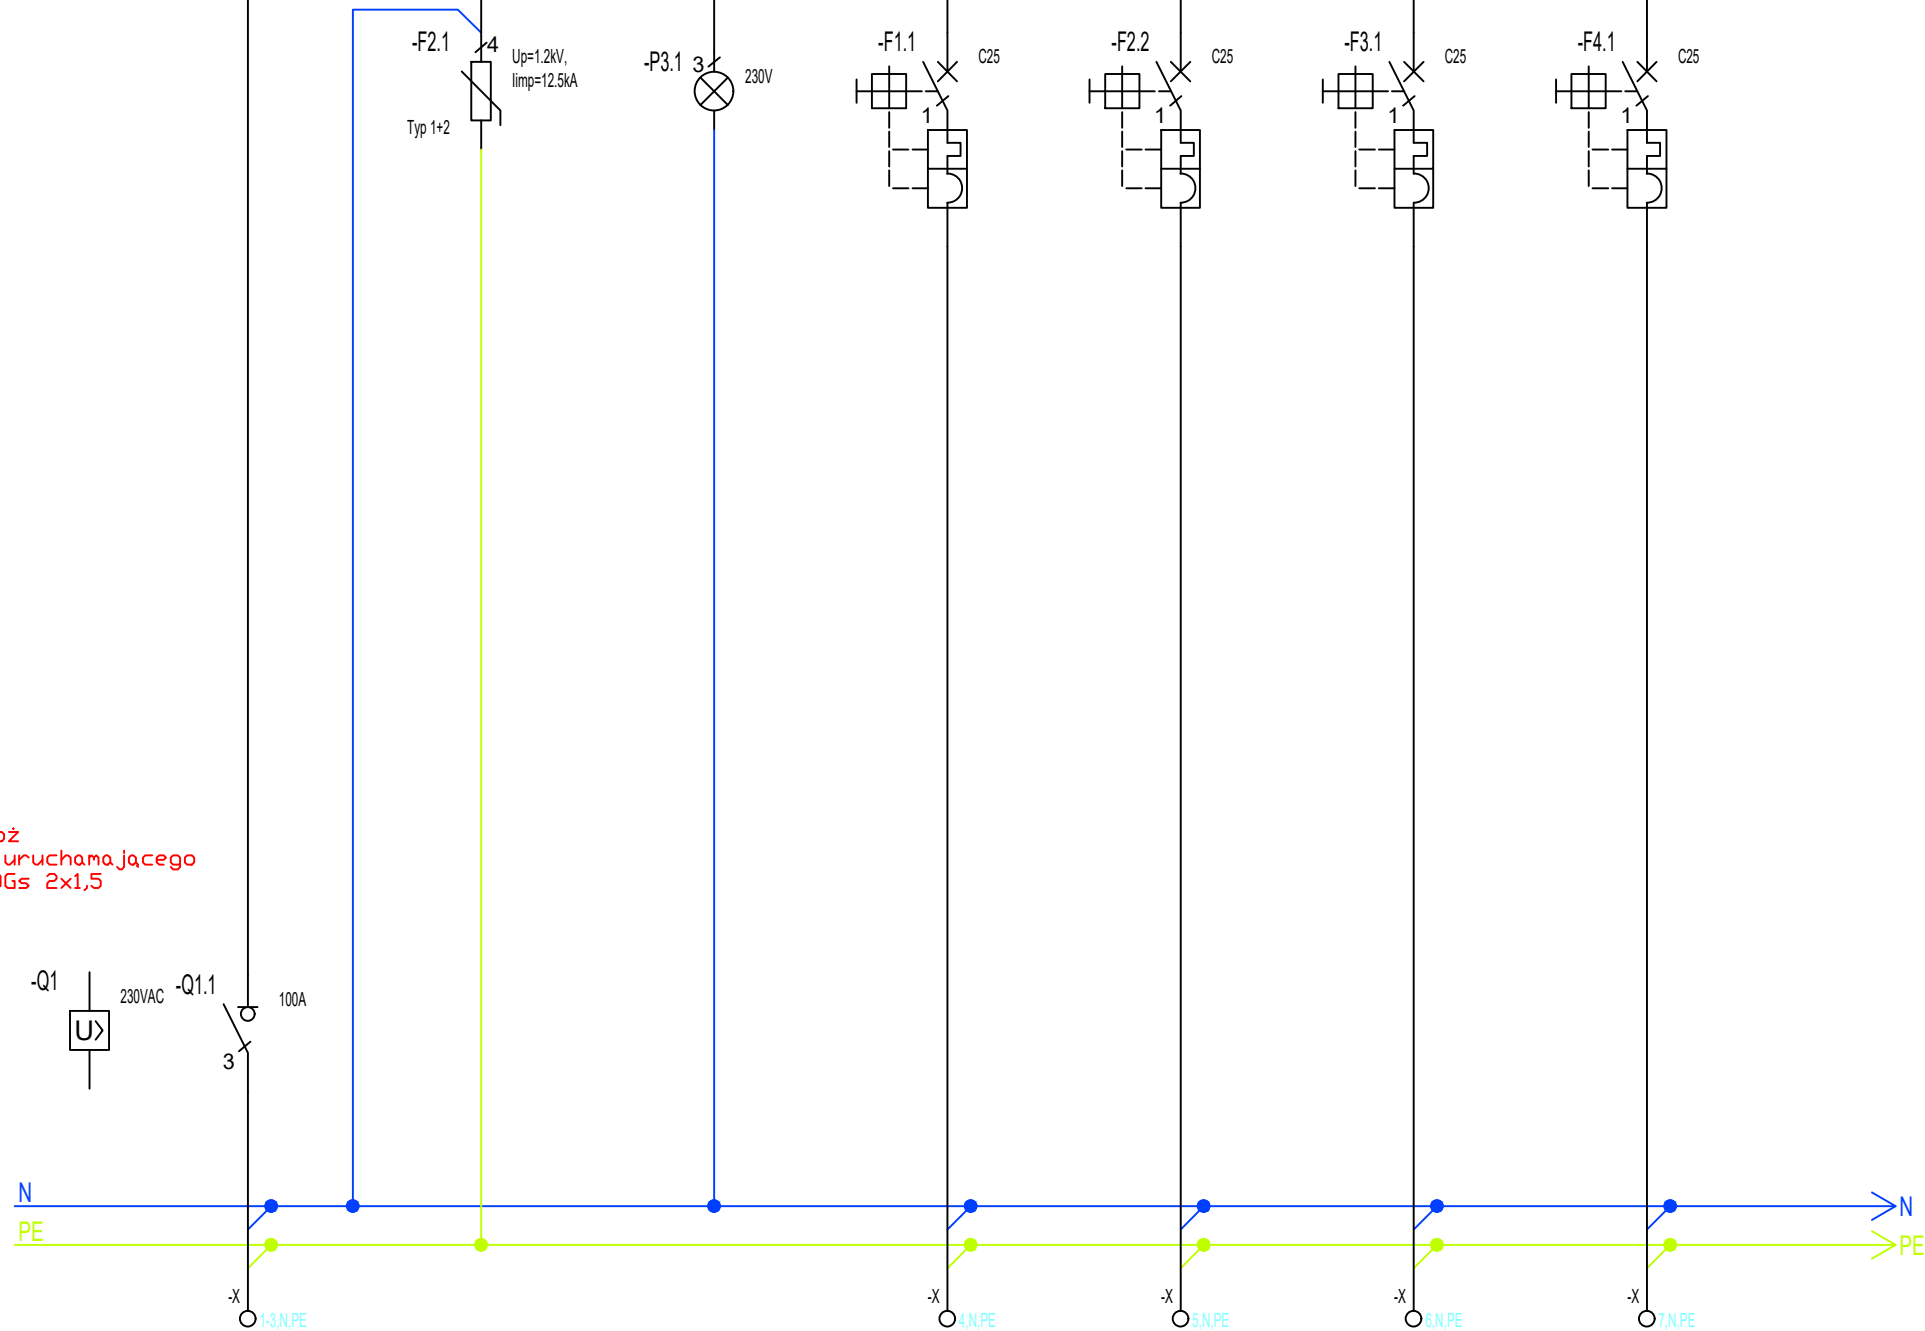 -F2.1
4
Up=1.2kV,
Iimp=12.5kA
Typ 1+2
-P3.1
3
230V
-F1.1
C25
1
-F2.2
C25
1
-F3.1
C25
1
-F4.1
C25
1
uruchamającego
2x1,5
-Q1
230VAC
U>
-Q1.1
100A
3
N
N
PE
PE
-X
1-3,N,PE
-X
4,N,PE
-X
5,N,PE
-X
6,N,PE
-X
7,N,PE